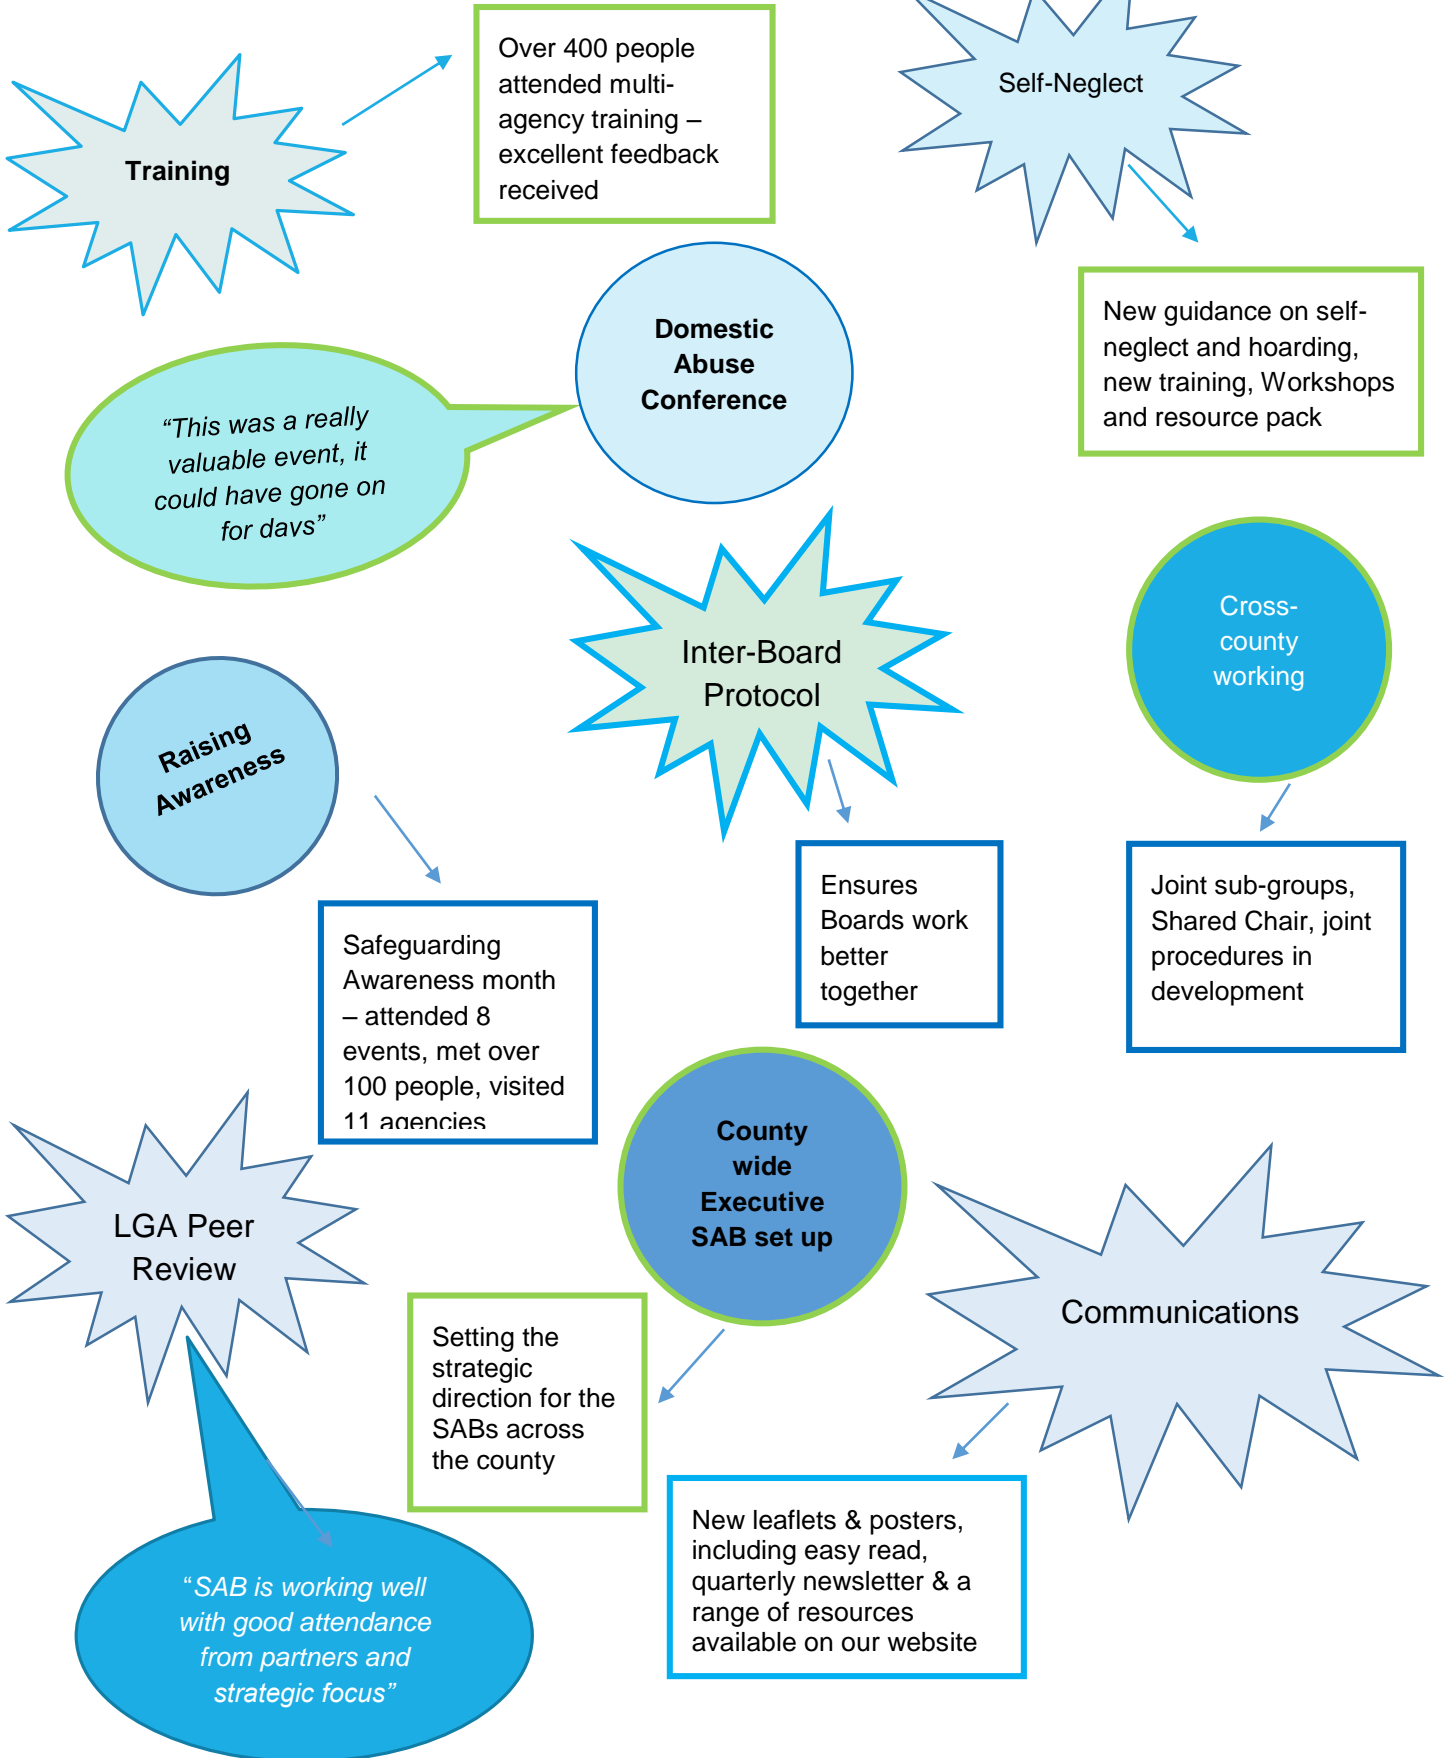 Over 400 people
attended multi-
agency training –
excellent feedback
received
Self-Neglect
Training
New guidance on self-
neglect and hoarding,
new training, Workshops
and resource pack
Domestic
Abuse
Conference
“This was a really
valuable event, it
could have gone on
for days”
Cross-
county
working
Inter-Board
Protocol
Raising
Awareness
Ensures
Boards work
better
together
Joint sub-groups,
Shared Chair, joint
procedures in
development
Safeguarding
Awareness month
– attended 8
events, met over
100 people, visited
11 agencies
County
wide
Executive
SAB set up
LGA Peer
Review
Communications
Setting the
strategic
direction for the
SABs across
the county
New leaflets & posters,
including easy read,
quarterly newsletter & a
range of resources
available on our website
“SAB is working well
with good attendance
from partners and
strategic focus”